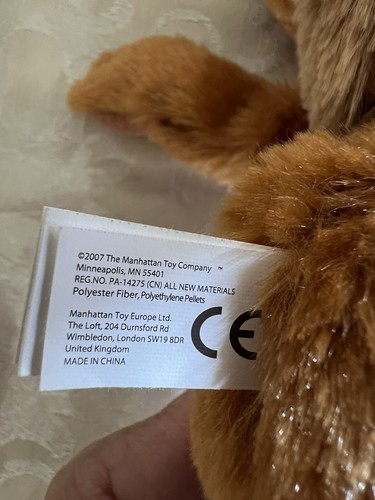 ©2007 The Manhattan Toy Company ™
Minneapolis, MN 55401
REG.NO. PA-14275 (CN) ALL NEW MATERIALS
Polyester Fiber, Polyethylene Pellets
Manhattan Toy Europe Ltd.
The Loft, 204 Durnsford Rd
Wimbledon, London SW19 8DR
United Kingdom
MADE IN CHINA
CE